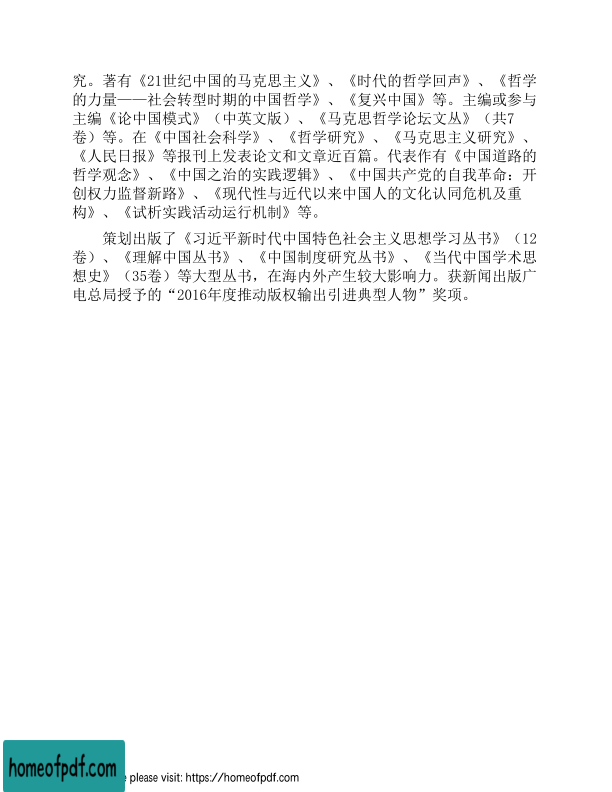 究。著有《21世纪中国的马克思主义》、《时代的哲学回声》、《哲学
的力量——社会转型时期的中国哲学》、《复兴中国》等。主编或参与
主编《论中国模式》（中英文版）、《马克思哲学论坛文丛》（共7
卷）等。在《中国社会科学》、《哲学研究》、《马克思主义研究》、
《人民日报》等报刊上发表论文和文章近百篇。代表作有《中国道路的
哲学观念》、《中国之治的实践逻辑》、《中国共产党的自我革命：开
创权力监督新路》、《现代性与近代以来中国人的文化认同危机及重
构》、《试析实践活动运行机制》等。
策划出版了《习近平新时代中国特色社会主义思想学习丛书》（12
卷）、《理解中国丛书》、《中国制度研究丛书》、《当代中国学术思
想史》（35卷）等大型丛书，在海内外产生较大影响力。获新闻出版广
电总局授予的“2016年度推动版权输出引进典型人物”奖项。
homeofpdf.com
please visit: https://homeofpdf.com